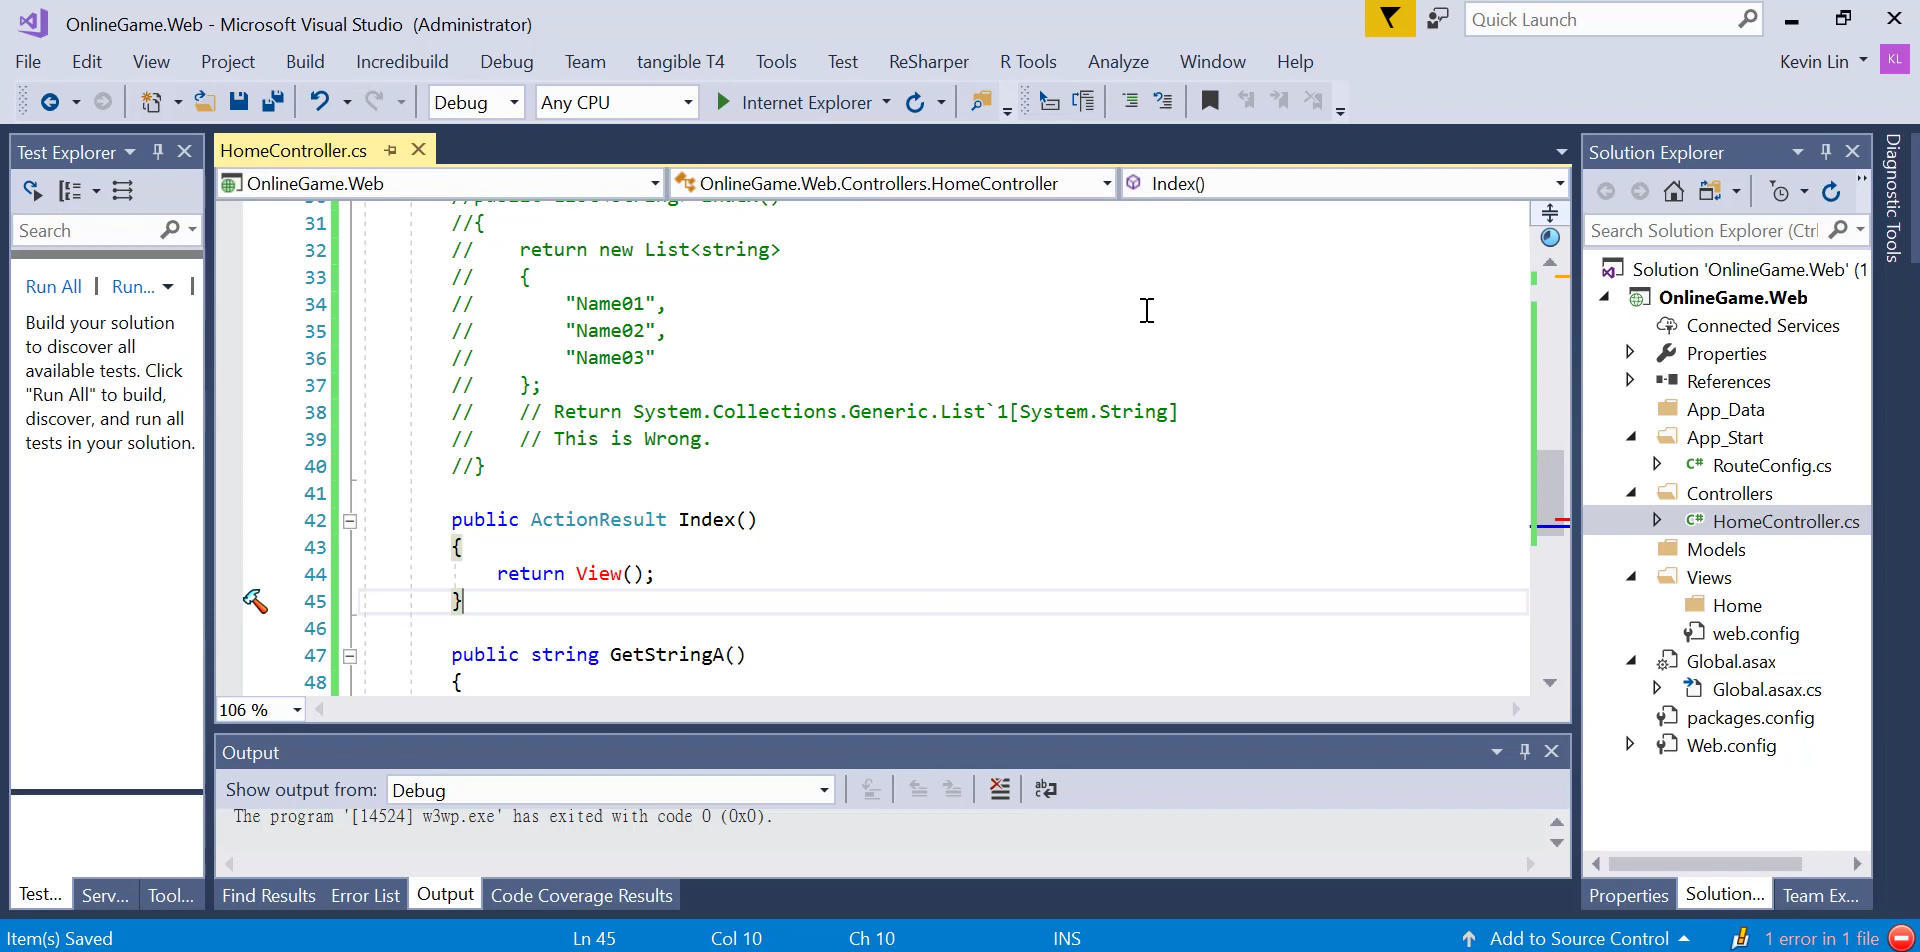 OnlineGame.Web - Microsoft Visual Studio (Administrator)
Quick Launch
File Edit View Project Build Incredibuild Debug Team tangible T4 Tools Test ReSharper R Tools Analyze Window Help
Kevin Lin KL
Debug Any CPU Internet Explorer
Test Explorer
Search
Run All | Run... |
Build your solution
to discover all
available tests. Click
"Run All" to build,
discover, and run all
tests in your solution.
Test... Serv... Tool...
HomeController.cs
OnlineGame.Web OnlineGame.Web.Controllers.HomeController Index()
31 //{
32 // return new List<string>
33 // {
34 // "Name01",
35 // "Name02",
36 // "Name03"
37 // };
38 // // Return System.Collections.Generic.List`1[System.String]
39 // // This is Wrong.
40 //}
41
42 public ActionResult Index()
43 {
44 return View();
45 }
46
47 public string GetStringA()
48 {
106 %
Output
Show output from: Debug
The program '[14524] w3wp.exe' has exited with code 0 (0x0).
Find Results Error List Output Code Coverage Results
Solution Explorer
Search Solution Explorer (Ctrl
Solution 'OnlineGame.Web' (1
OnlineGame.Web
Connected Services
Properties
References
App_Data
App_Start
C# RouteConfig.cs
Controllers
C# HomeController.cs
Models
Views
Home
web.config
Global.asax
Global.asax.cs
packages.config
Web.config
Properties Solution... Team Ex...
Diagnostic Tools
Item(s) Saved Ln 45 Col 10 Ch 10 INS Add to Source Control 1 error in 1 file